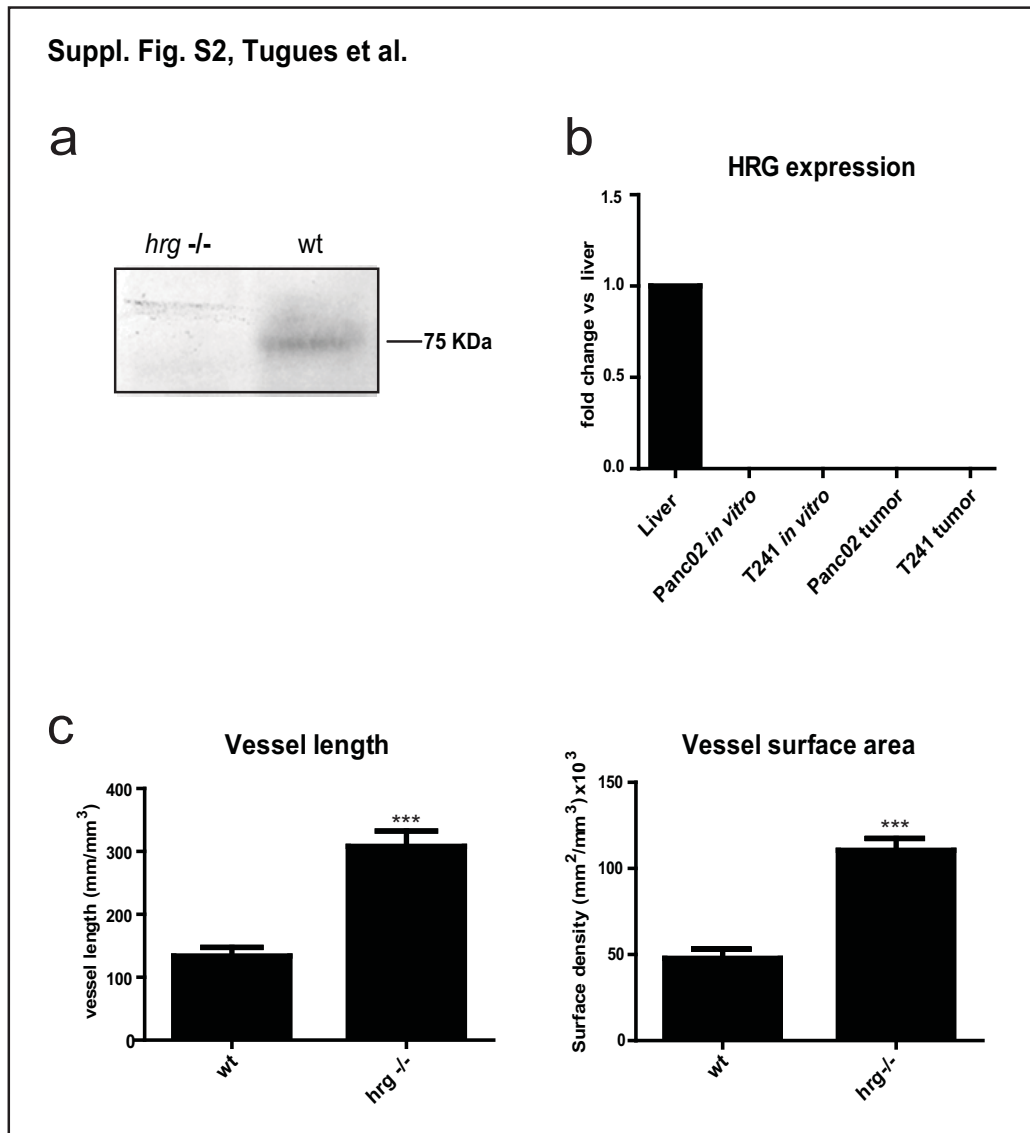 Suppl. Fig. S2, Tugues et al.
a
hrg -/-
wt
75 KDa
b
HRG expression
fold change vs liver
1.5
1.0
0.5
0.0
Liver
Panc02 in vitro
T241 in vitro
Panc02 tumor
T241 tumor
c
Vessel length
vessel length (mm/mm³)
400
300
200
100
0
***
wt
hrg -/-
Vessel surface area
Surface density (mm²/mm³) x10³
150
100
50
0
***
wt
hrg-/-